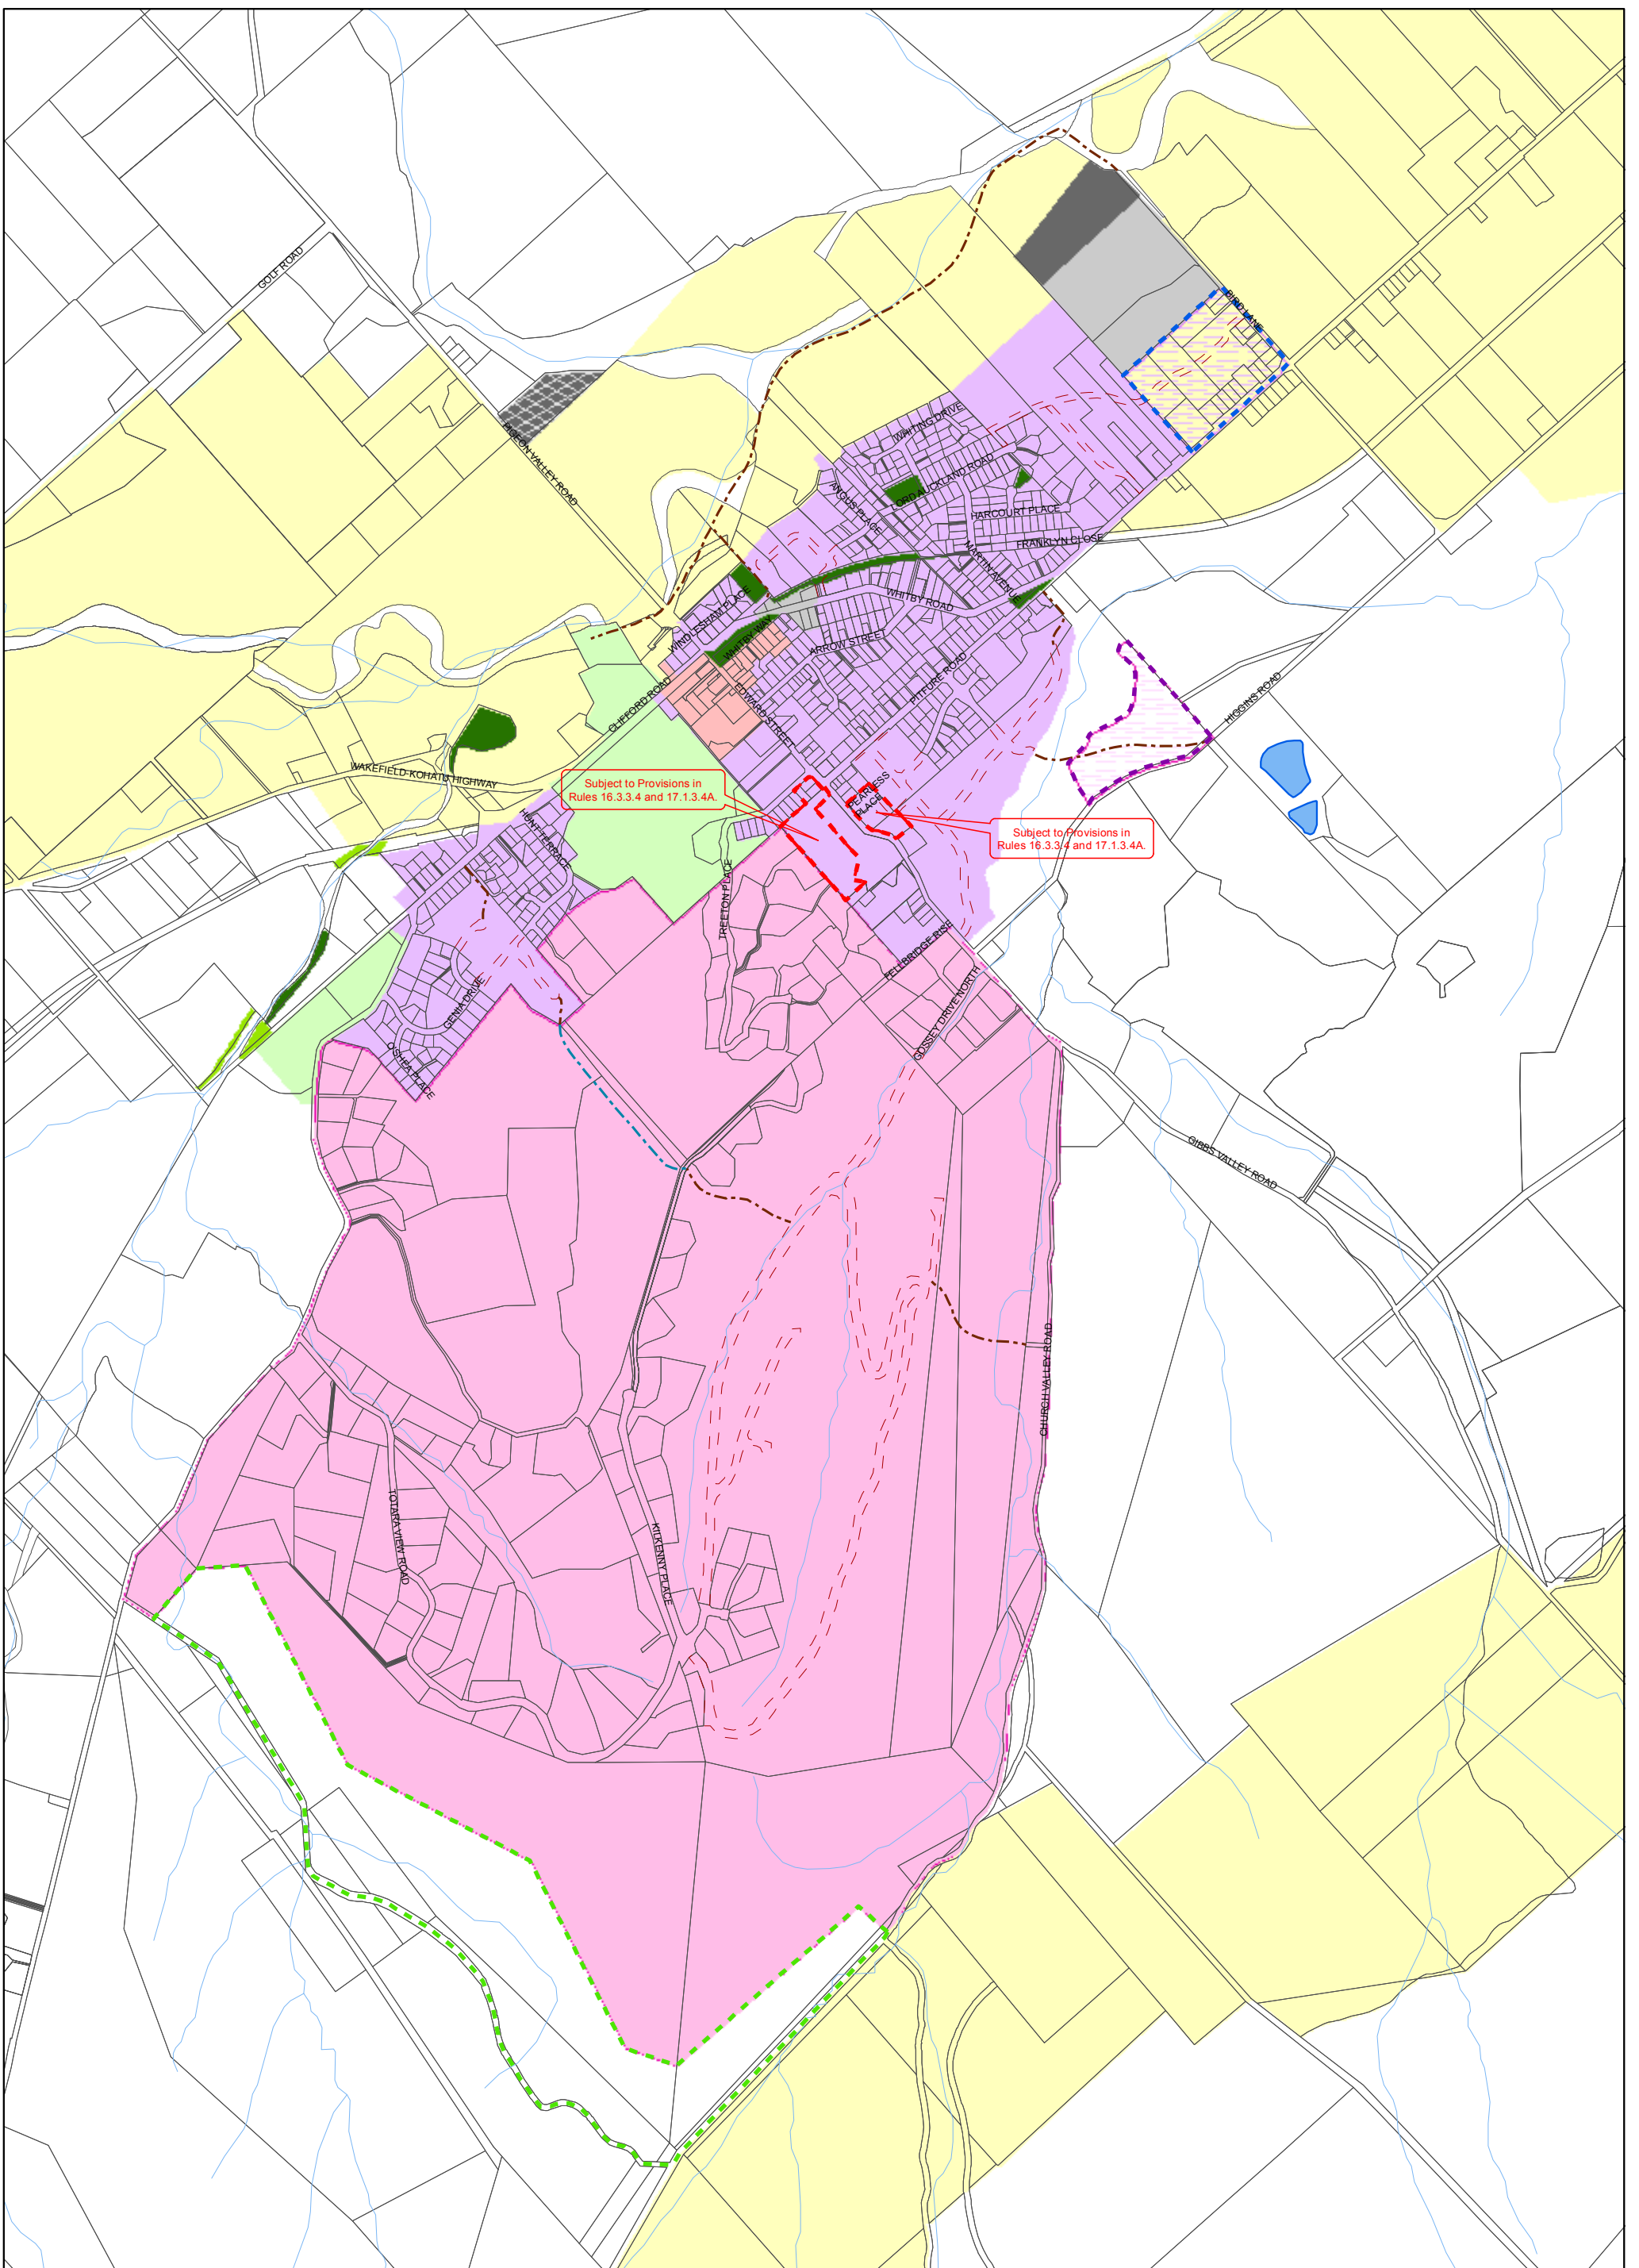 GOLF ROAD
BIRD LANE
PIGEON VALLEY ROAD
WHITING DRIVE
ORD AUCKLAND ROAD
ANGUS PLACE
HARCOURT PLACE
FRANKLYN CLOSE
MARTIN AVENUE
WHITBY ROAD
WINDLESHAM PLACE
WHITBY WAY
ARROW STREET
PITFURE ROAD
EDWARD STREET
CLIFFORD ROAD
HIGGINS ROAD
WAKEFIELD-KOHATU HIGHWAY
Subject to Provisions in
Rules 16.3.3.4 and 17.1.3.4A.
PEARLESS
PLACE
Subject to Provisions in
Rules 16.3.3.4 and 17.1.3.4A.
HUNT TERRACE
TREETON PLACE
FELLBRIDGE RISE
GENIA DRIVE
GOSSEY DRIVE NORTH
O'SHEA PLACE
GIBBS VALLEY ROAD
CHURCH VALLEY ROAD
TOTARA VIEW ROAD
KILKENNY PLACE